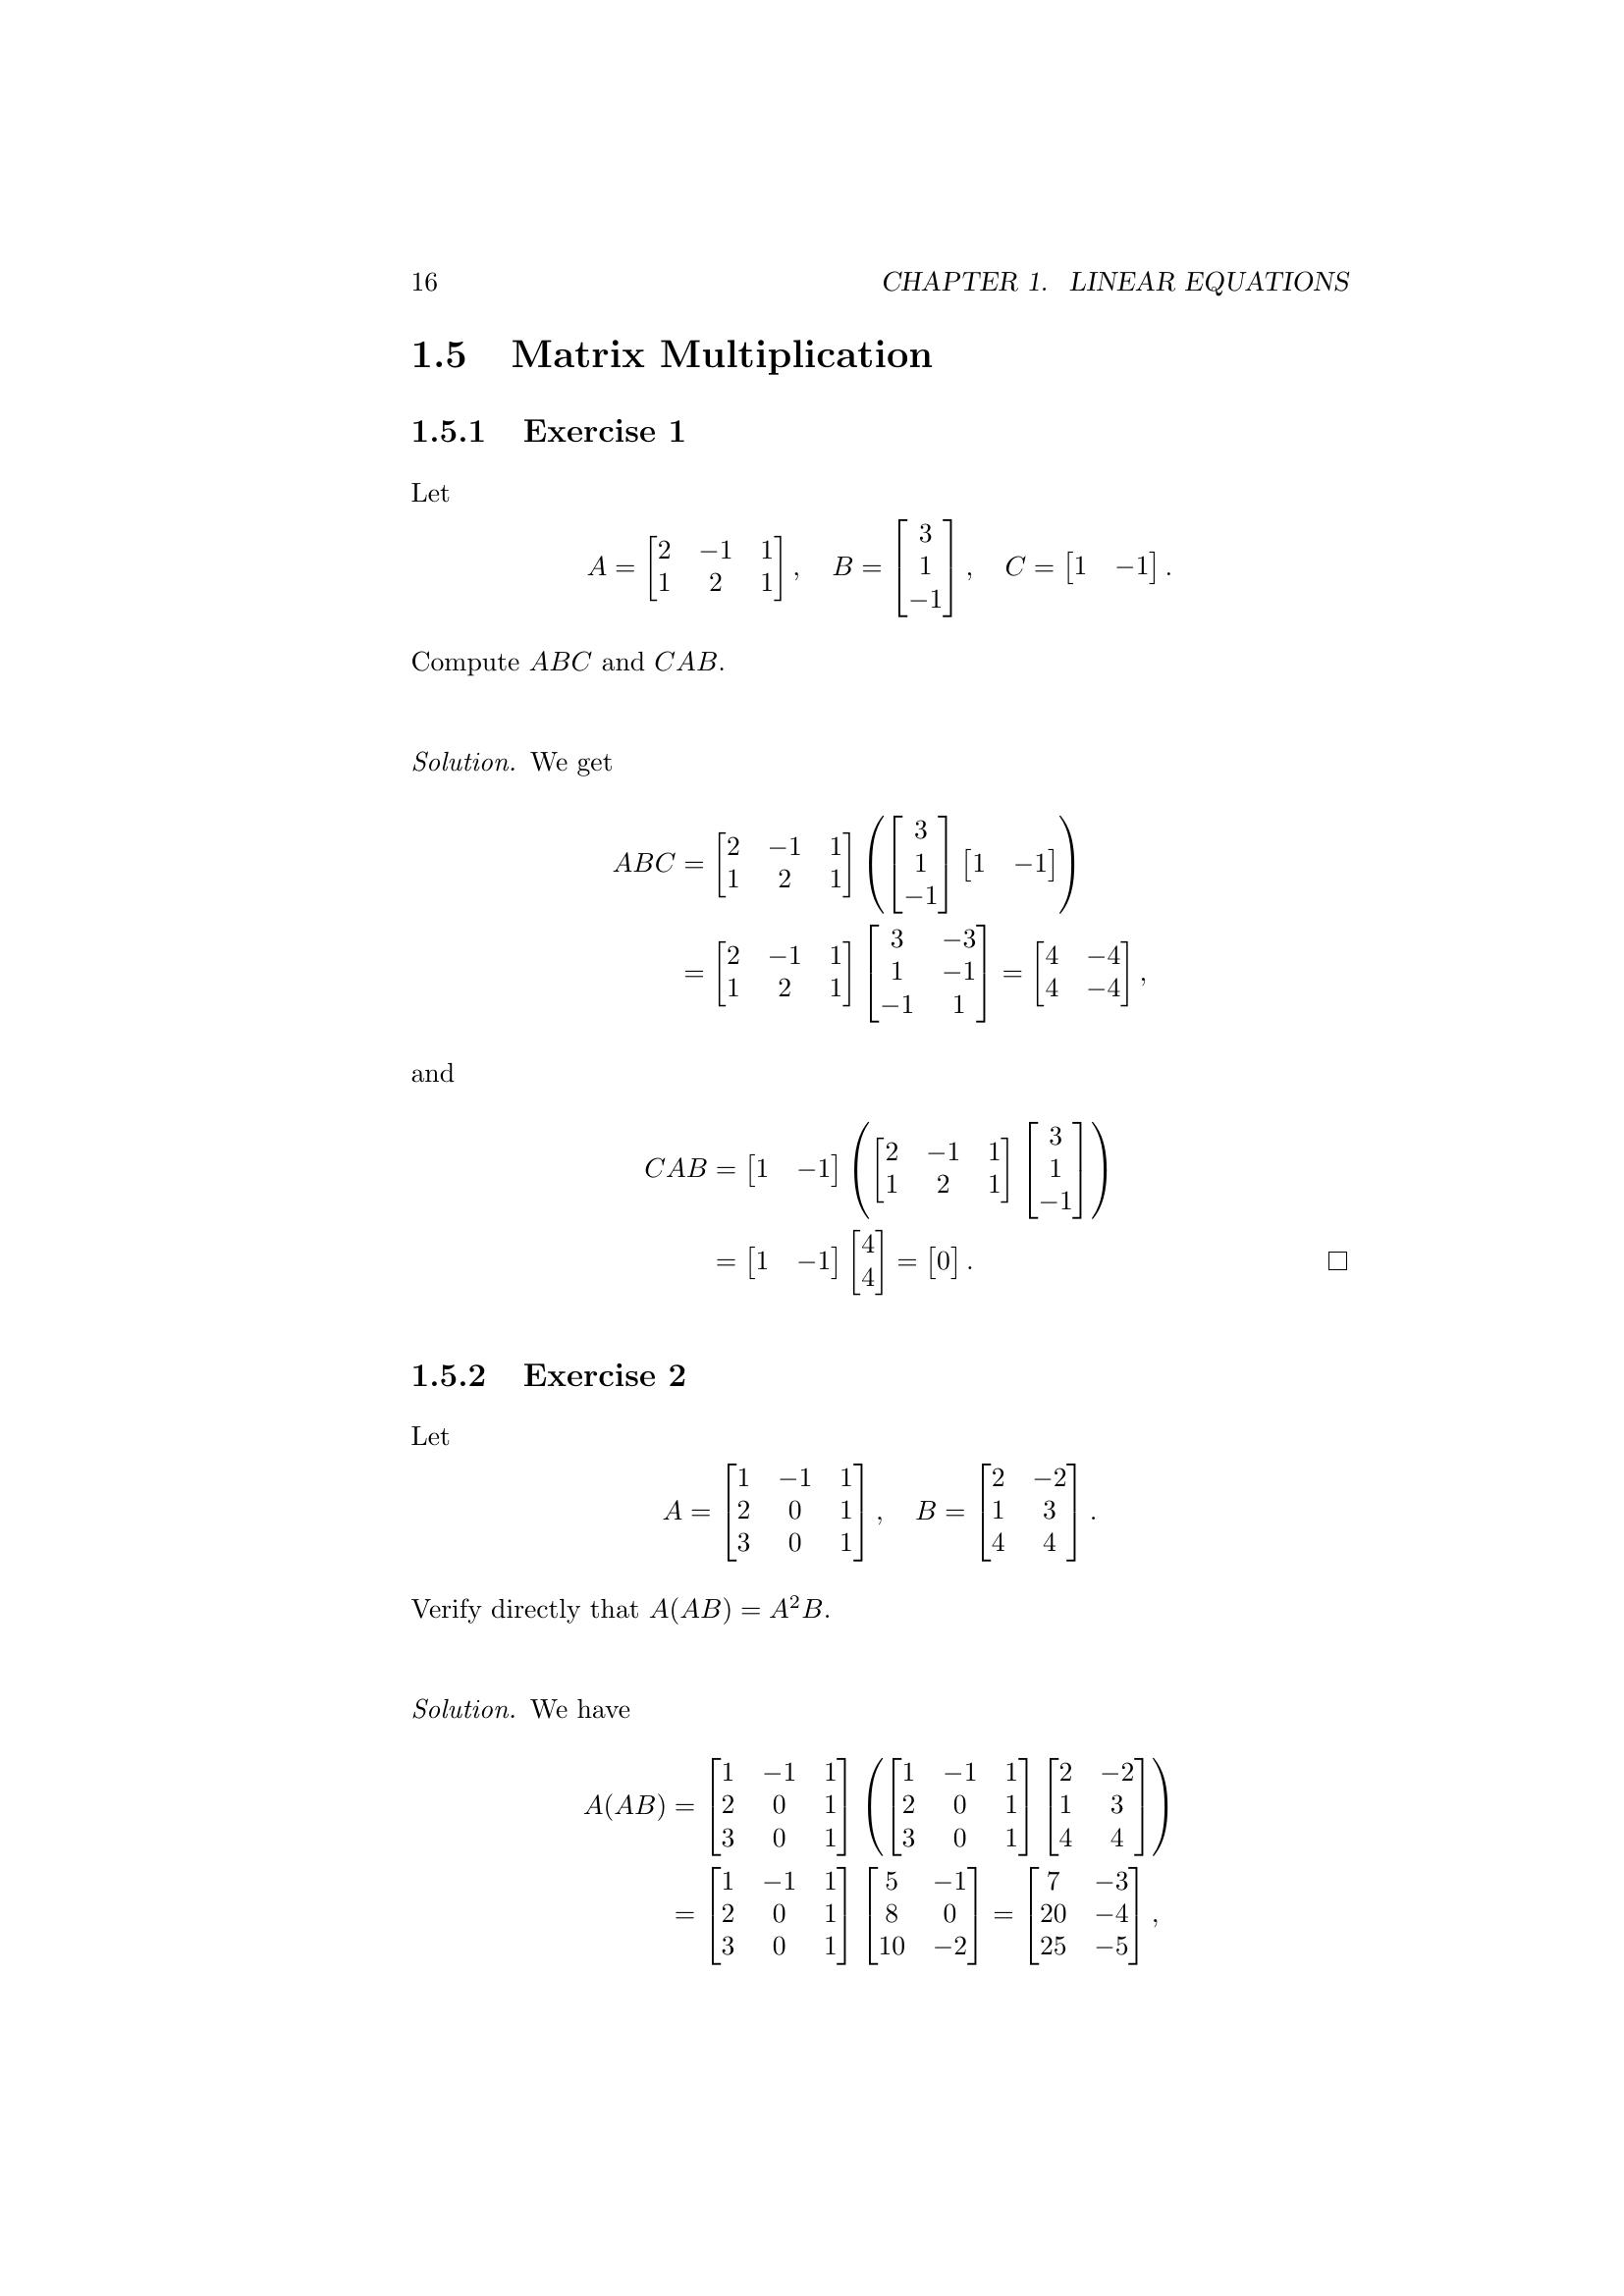 16 CHAPTER 1. LINEAR EQUATIONS
1.5 Matrix Multiplication
1.5.1 Exercise 1
Let
$$A = \begin{bmatrix} 2 & -1 & 1 \\ 1 & 2 & 1 \end{bmatrix}, \quad B = \begin{bmatrix} 3 \\ 1 \\ -1 \end{bmatrix}, \quad C = \begin{bmatrix} 1 & -1 \end{bmatrix}.$$
Compute $ABC$ and $CAB$.
Solution. We get
$$ABC = \begin{bmatrix} 2 & -1 & 1 \\ 1 & 2 & 1 \end{bmatrix} \left( \begin{bmatrix} 3 \\ 1 \\ -1 \end{bmatrix} \begin{bmatrix} 1 & -1 \end{bmatrix} \right)$$
$$= \begin{bmatrix} 2 & -1 & 1 \\ 1 & 2 & 1 \end{bmatrix} \begin{bmatrix} 3 & -3 \\ 1 & -1 \\ -1 & 1 \end{bmatrix} = \begin{bmatrix} 4 & -4 \\ 4 & -4 \end{bmatrix},$$
and
$$CAB = \begin{bmatrix} 1 & -1 \end{bmatrix} \left( \begin{bmatrix} 2 & -1 & 1 \\ 1 & 2 & 1 \end{bmatrix} \begin{bmatrix} 3 \\ 1 \\ -1 \end{bmatrix} \right)$$
$$= \begin{bmatrix} 1 & -1 \end{bmatrix} \begin{bmatrix} 4 \\ 4 \end{bmatrix} = \begin{bmatrix} 0 \end{bmatrix}. \quad \square$$
1.5.2 Exercise 2
Let
$$A = \begin{bmatrix} 1 & -1 & 1 \\ 2 & 0 & 1 \\ 3 & 0 & 1 \end{bmatrix}, \quad B = \begin{bmatrix} 2 & -2 \\ 1 & 3 \\ 4 & 4 \end{bmatrix}.$$
Verify directly that $A(AB) = A^2B$.
Solution. We have
$$A(AB) = \begin{bmatrix} 1 & -1 & 1 \\ 2 & 0 & 1 \\ 3 & 0 & 1 \end{bmatrix} \left( \begin{bmatrix} 1 & -1 & 1 \\ 2 & 0 & 1 \\ 3 & 0 & 1 \end{bmatrix} \begin{bmatrix} 2 & -2 \\ 1 & 3 \\ 4 & 4 \end{bmatrix} \right)$$
$$= \begin{bmatrix} 1 & -1 & 1 \\ 2 & 0 & 1 \\ 3 & 0 & 1 \end{bmatrix} \begin{bmatrix} 5 & -1 \\ 8 & 0 \\ 10 & -2 \end{bmatrix} = \begin{bmatrix} 7 & -3 \\ 20 & -4 \\ 25 & -5 \end{bmatrix},$$